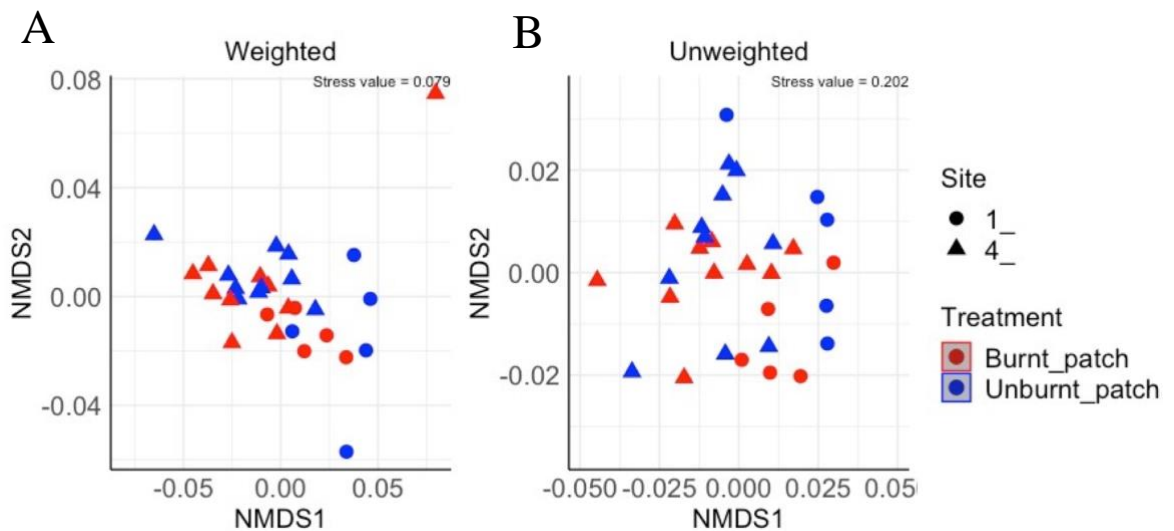 A
B
Weighted
Unweighted
Stress value = 0.079
Stress value = 0.202
0.08
0.04
0.00
-0.04
NMDS2
-0.05 0.00 0.05
NMDS1
0.02
0.00
-0.02
NMDS2
-0.050 -0.025 0.000 0.025 0.050
NMDS1
Site
1_
4_
Treatment
Burnt_patch
Unburnt_patch